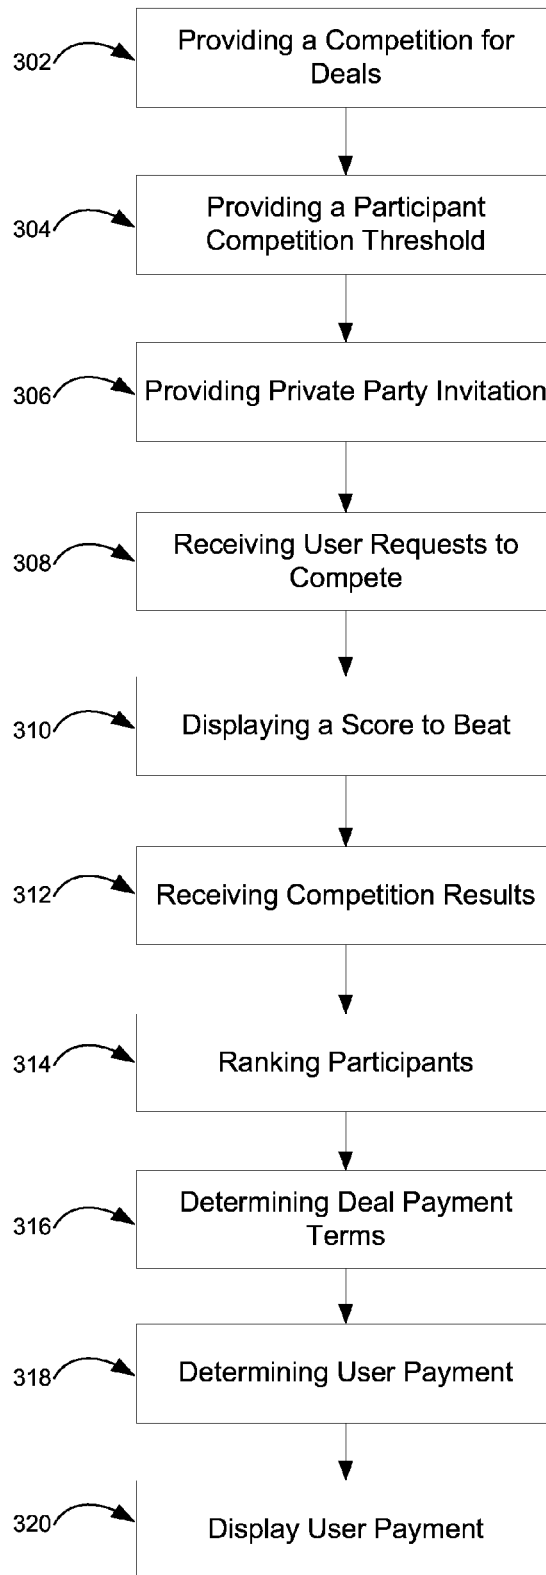 302
Providing a Competition for
Deals
304
Providing a Participant
Competition Threshold
306
Providing Private Party Invitation
308
Receiving User Requests to
Compete
310
Displaying a Score to Beat
312
Receiving Competition Results
314
Ranking Participants
316
Determining Deal Payment
Terms
318
Determining User Payment
320
Display User Payment